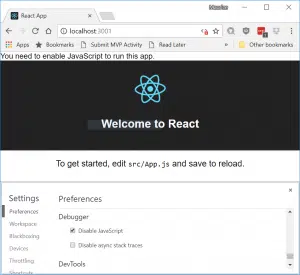 React App
localhost:3001
Apps Bookmarks Submit MVP Activity Read Later » Other bookmarks
You need to enable JavaScript to run this app.
Welcome to React
To get started, edit src/App.js and save to reload.
Settings
Preferences
Workspace
Blackboxing
Devices
Throttling
Shortcuts
Preferences
Debugger
Disable JavaScript
Disable async stack traces
DevTools